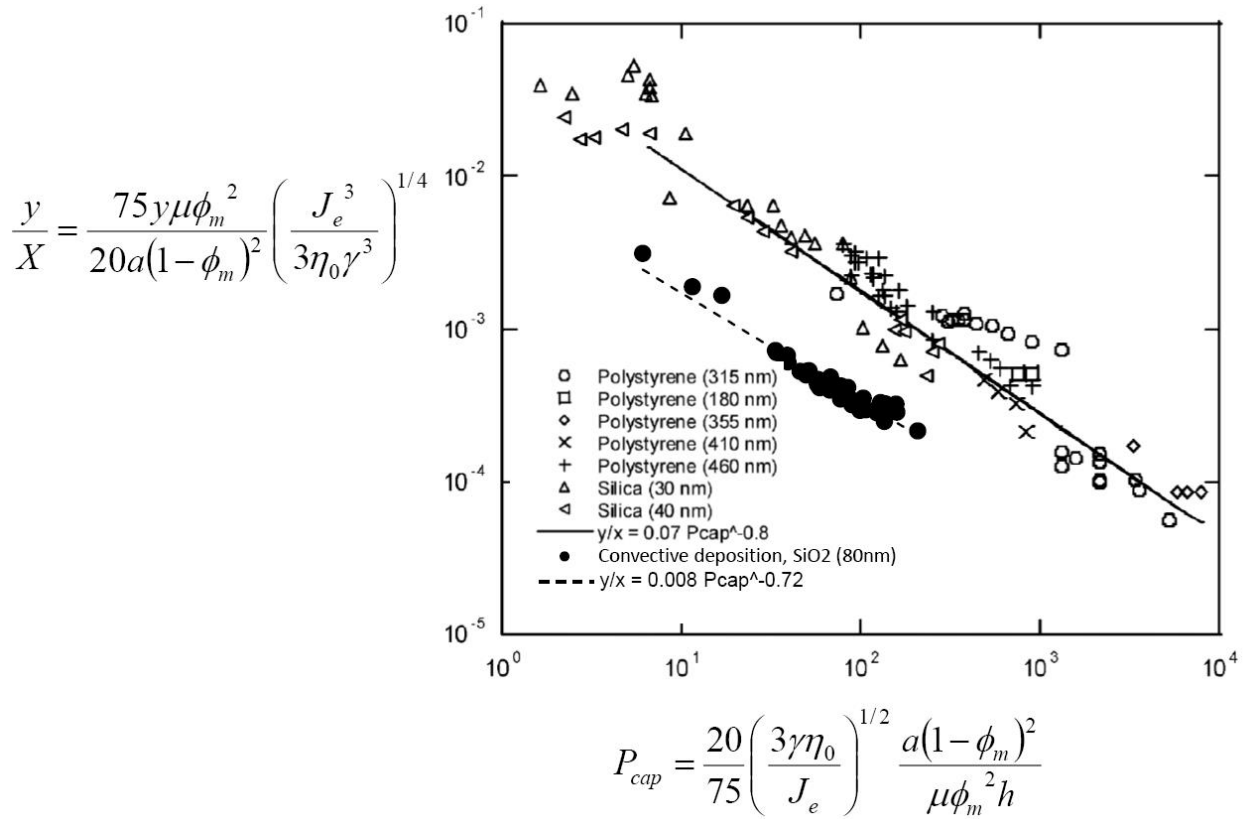 10^-1
10^-2
10^-3
10^-4
10^-5
10^0 10^1 10^2 10^3 10^4
y/X = 75yμϕ_m^2 / 20a(1−ϕ_m)^2 (J_e^3 / 3η_0γ^3)^1/4
Polystyrene (315 nm)
Polystyrene (180 nm)
Polystyrene (355 nm)
Polystyrene (410 nm)
Polystyrene (460 nm)
Silica (30 nm)
Silica (40 nm)
y/x = 0.07 Pcap^-0.8
Convective deposition, SiO2 (80nm)
y/x = 0.008 Pcap^-0.72
P_cap = 20/75 (3γη_0 / J_e)^1/2 a(1−ϕ_m)^2 / μϕ_m^2h